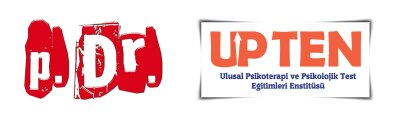 p. Dr.
UPTEN
Ulusal Psikoterapi ve Psikolojik Test
Eğitimleri Enstitüsü